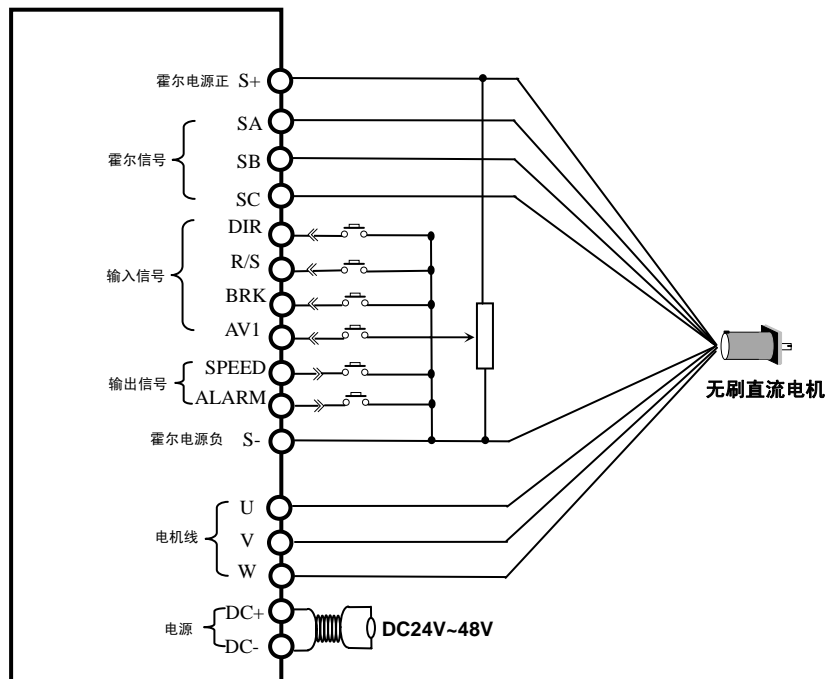 霍尔电源正 S+
SA
霍尔信号
SB
SC
DIR
R/S
输入信号
BRK
AV1
SPEED
输出信号
ALARM
霍尔电源负 S-
无刷直流电机
U
电机线
V
W
DC+
电源
DC-
DC24V~48V